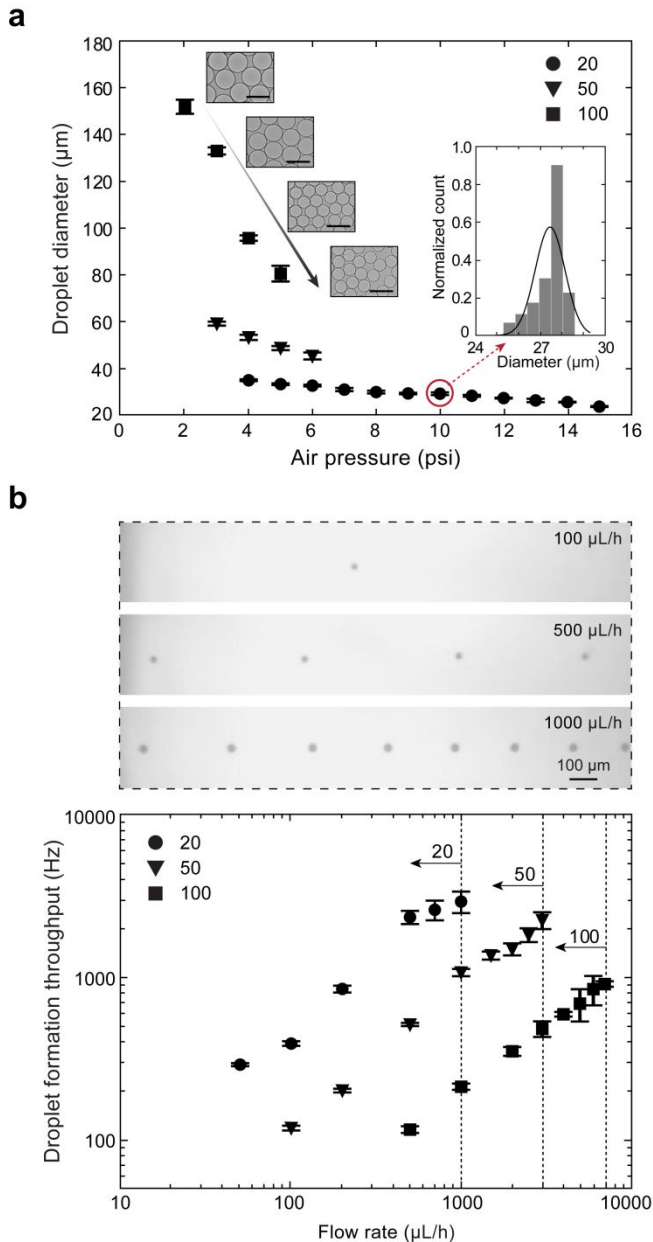 a
180
160
140
120
100
80
60
40
20
Droplet diameter (µm)
0 2 4 6 8 10 12 14 16
Air pressure (psi)
20
50
100
1.0
0.8
0.6
0.4
0.2
0
Normalized count
24 27 30
Diameter (µm)
b
100 µL/h
500 µL/h
1000 µL/h
100 µm
10000
1000
100
Droplet formation throughput (Hz)
20
50
100
20
50
100
10 100 1000 10000
Flow rate (µL/h)